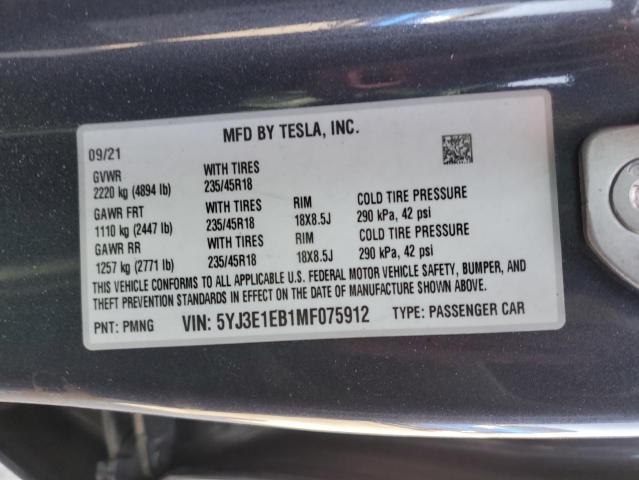 MFD BY TESLA, INC.
09/21
GVWR WITH TIRES
2220 kg (4894 lb) 235/45R18
GAWR FRT WITH TIRES RIM COLD TIRE PRESSURE
1110 kg (2447 lb) 235/45R18 18X8.5J 290 kPa, 42 psi
GAWR RR WITH TIRES RIM COLD TIRE PRESSURE
1257 kg (2771 lb) 235/45R18 18X8.5J 290 kPa, 42 psi
THIS VEHICLE CONFORMS TO ALL APPLICABLE U.S. FEDERAL MOTOR VEHICLE SAFETY, BUMPER, AND
THEFT PREVENTION STANDARDS IN EFFECT ON THE DATE OF MANUFACTURE SHOWN ABOVE.
PNT: PMNG VIN: 5YJ3E1EB1MF075912 TYPE: PASSENGER CAR